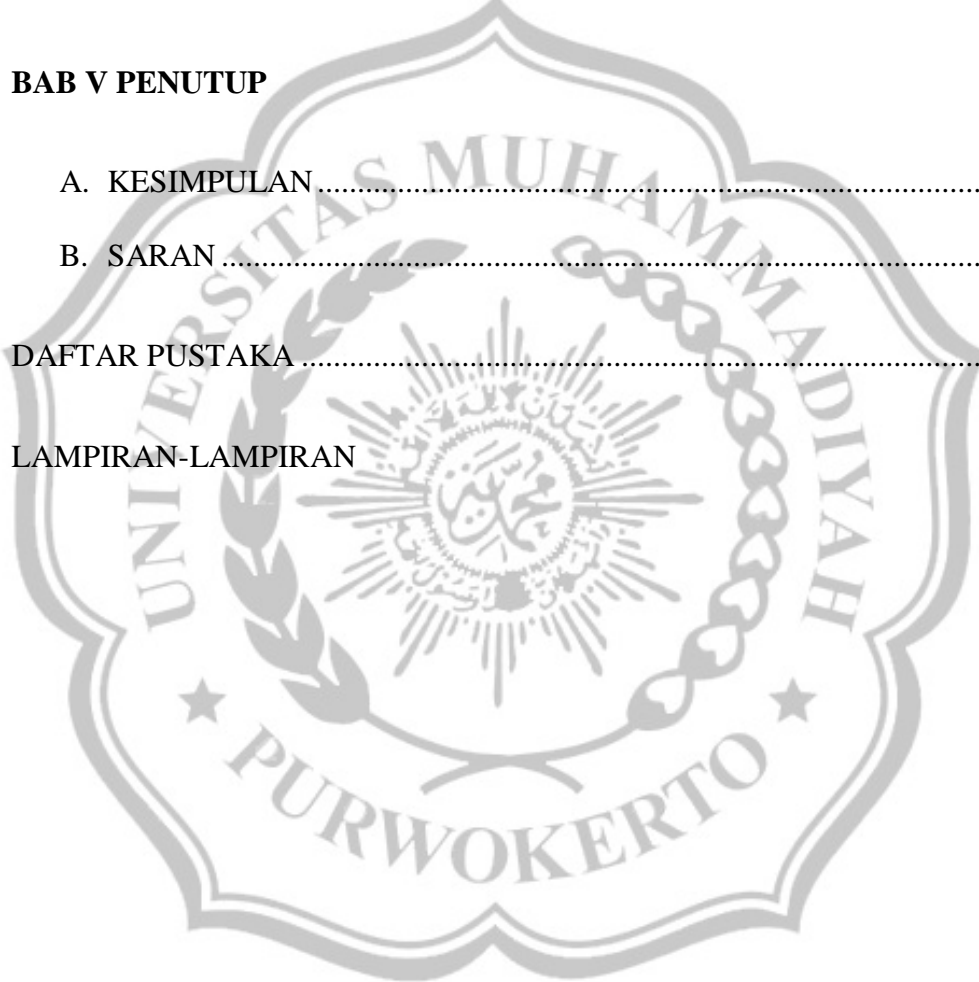 BAB V PENUTUP
A. KESIMPULAN................................................................................
B. SARAN ............................................................................................
DAFTAR PUSTAKA ....................................................................................
LAMPIRAN-LAMPIRAN
UNIVERSITAS MUHAMMADIYAH
PURWOKERTO